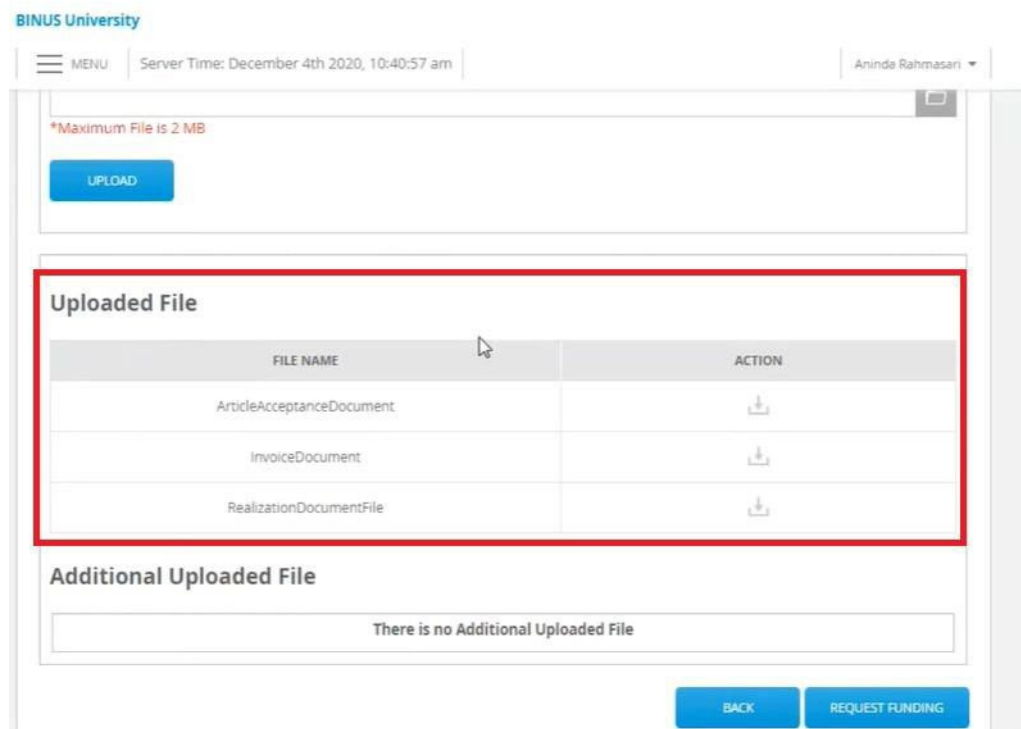 BINUS University
MENU
Server Time: December 4th 2020, 10:40:57 am
Aninda Rahmasari
*Maximum File is 2 MB
UPLOAD
Uploaded File
FILE NAME ACTION
ArticleAcceptanceDocument
InvoiceDocument
RealizationDocumentFile
Additional Uploaded File
There is no Additional Uploaded File
BACK REQUEST FUNDING